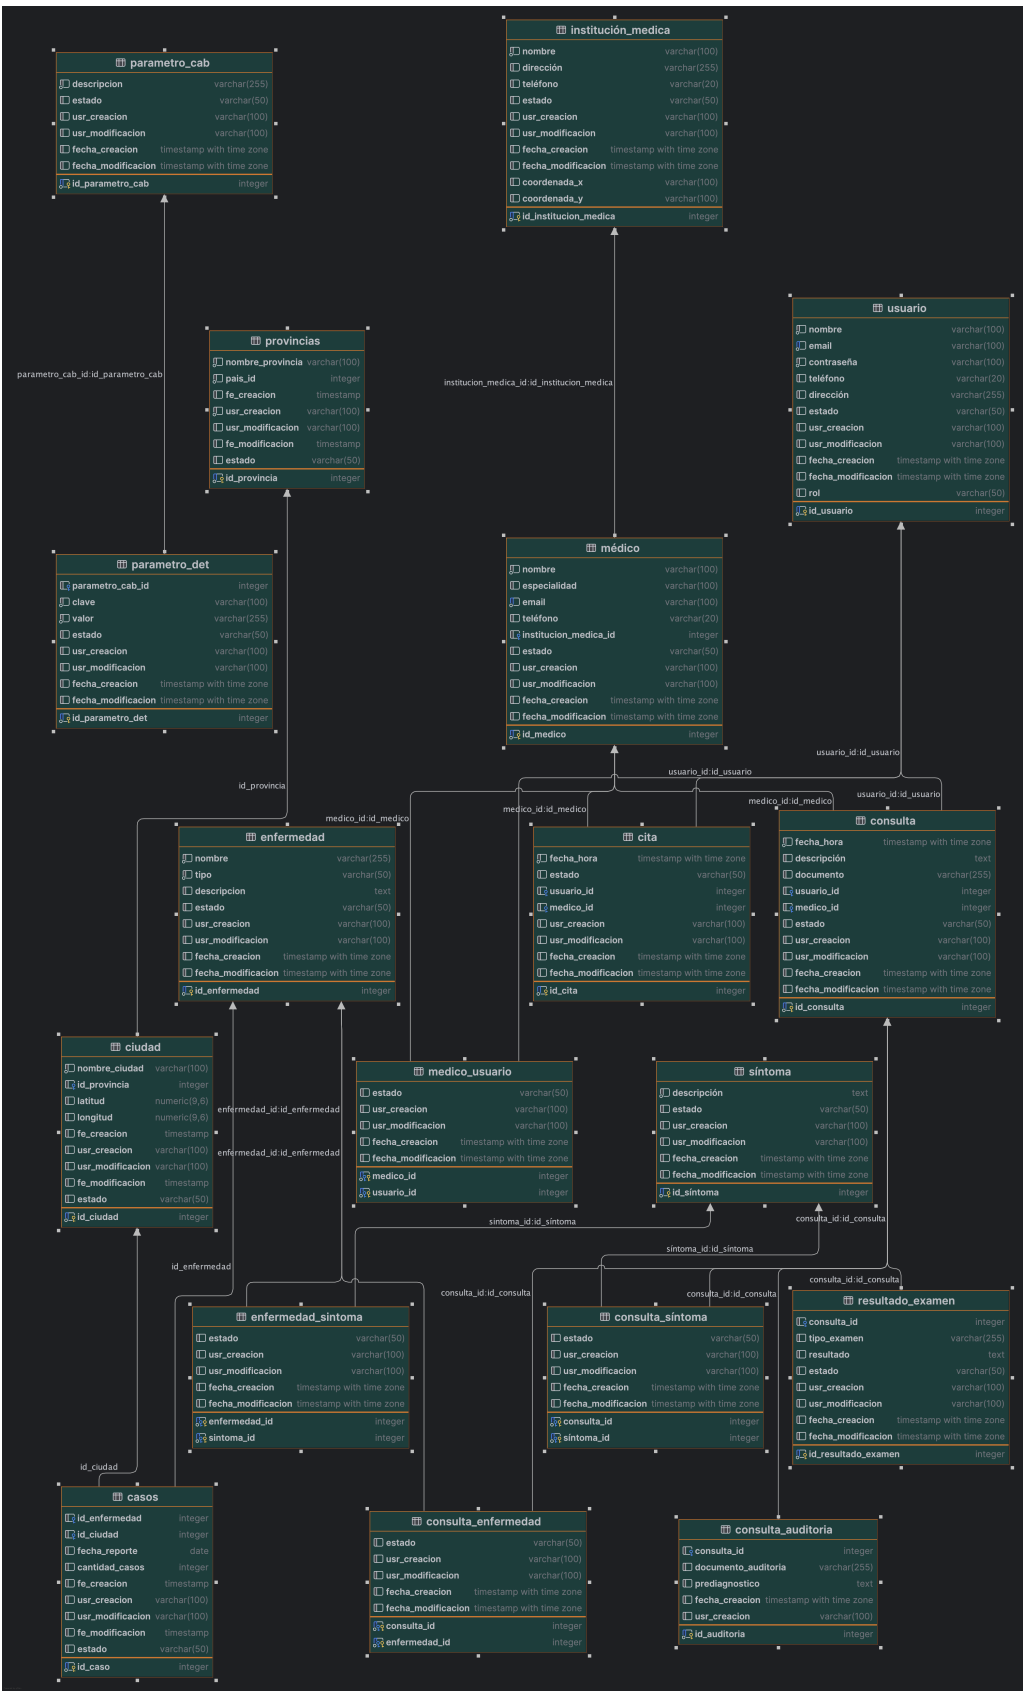 institución_medica
nombre varchar(100)
dirección varchar(255)
teléfono varchar(20)
estado varchar(50)
usr_creacion varchar(100)
usr_modificacion varchar(100)
fecha_creacion timestamp with time zone
fecha_modificacion timestamp with time zone
coordenada_x varchar(100)
coordenada_y varchar(100)
id_institucion_medica integer
parametro_cab
descripcion varchar(255)
estado varchar(50)
usr_creacion varchar(100)
usr_modificacion varchar(100)
fecha_creacion timestamp with time zone
fecha_modificacion timestamp with time zone
id_parametro_cab integer
usuario
nombre varchar(100)
email varchar(100)
contraseña varchar(100)
teléfono varchar(20)
dirección varchar(255)
estado varchar(50)
usr_creacion varchar(100)
usr_modificacion varchar(100)
fecha_creacion timestamp with time zone
fecha_modificacion timestamp with time zone
rol varchar(50)
id_usuario integer
provincias
nombre_provincia varchar(100)
pais_id integer
fe_creacion timestamp
usr_creacion varchar(100)
usr_modificacion varchar(100)
fe_modificacion timestamp
estado varchar(50)
id_provincia integer
parametro_cab_id:id_parametro_cab
institucion_medica_id:id_institucion_medica
médico
nombre varchar(100)
especialidad varchar(100)
email varchar(100)
teléfono varchar(20)
institucion_medica_id integer
estado varchar(50)
usr_creacion varchar(100)
usr_modificacion varchar(100)
fecha_creacion timestamp with time zone
fecha_modificacion timestamp with time zone
id_medico integer
parametro_det
parametro_cab_id integer
clave varchar(100)
valor varchar(255)
estado varchar(50)
usr_creacion varchar(100)
usr_modificacion varchar(100)
fecha_creacion timestamp with time zone
fecha_modificacion timestamp with time zone
id_parametro_det integer
usuario_id:id_usuario
usuario_id:id_usuario
id_provincia
usuario_id:id_usuario
medico_id:id_medico
medico_id:id_medico
medico_id:id_medico
consulta
fecha_hora timestamp with time zone
descripción text
documento varchar(255)
usuario_id integer
medico_id integer
estado varchar(50)
usr_creacion varchar(100)
usr_modificacion varchar(100)
fecha_creacion timestamp with time zone
fecha_modificacion timestamp with time zone
id_consulta integer
enfermedad
nombre varchar(255)
tipo varchar(50)
descripcion text
estado varchar(50)
usr_creacion varchar(100)
usr_modificacion varchar(100)
fecha_creacion timestamp with time zone
fecha_modificacion timestamp with time zone
id_enfermedad integer
cita
fecha_hora timestamp with time zone
estado varchar(50)
usuario_id integer
medico_id integer
usr_creacion varchar(100)
usr_modificacion varchar(100)
fecha_creacion timestamp with time zone
fecha_modificacion timestamp with time zone
id_cita integer
ciudad
nombre_ciudad varchar(100)
id_provincia integer
latitud numeric(9,6)
longitud numeric(9,6)
fe_creacion timestamp
usr_creacion varchar(100)
usr_modificacion varchar(100)
fe_modificacion timestamp
estado varchar(50)
id_ciudad integer
enfermedad_id:id_enfermedad
enfermedad_id:id_enfermedad
medico_usuario
estado varchar(50)
usr_creacion varchar(100)
usr_modificacion varchar(100)
fecha_creacion timestamp with time zone
fecha_modificacion timestamp with time zone
medico_id integer
usuario_id integer
síntoma
descripción text
estado varchar(50)
usr_creacion varchar(100)
usr_modificacion varchar(100)
fecha_creacion timestamp with time zone
fecha_modificacion timestamp with time zone
id_síntoma integer
sintoma_id:id_síntoma
consulta_id:id_consulta
síntoma_id:id_síntoma
id_enfermedad
consulta_id:id_consulta
consulta_id:id_consulta
consulta_id:id_consulta
resultado_examen
consulta_id integer
tipo_examen varchar(255)
resultado text
estado varchar(50)
usr_creacion varchar(100)
usr_modificacion varchar(100)
fecha_creacion timestamp with time zone
fecha_modificacion timestamp with time zone
id_resultado_examen integer
enfermedad_sintoma
estado varchar(50)
usr_creacion varchar(100)
usr_modificacion varchar(100)
fecha_creacion timestamp with time zone
fecha_modificacion timestamp with time zone
enfermedad_id integer
sintoma_id integer
consulta_síntoma
estado varchar(50)
usr_creacion varchar(100)
usr_modificacion varchar(100)
fecha_creacion timestamp with time zone
fecha_modificacion timestamp with time zone
consulta_id integer
síntoma_id integer
id_ciudad
casos
id_enfermedad integer
id_ciudad integer
fecha_reporte date
cantidad_casos integer
fe_creacion timestamp
usr_creacion varchar(100)
usr_modificacion varchar(100)
fe_modificacion timestamp
estado varchar(50)
id_caso integer
consulta_enfermedad
estado varchar(50)
usr_creacion varchar(100)
usr_modificacion varchar(100)
fecha_creacion timestamp with time zone
fecha_modificacion timestamp with time zone
consulta_id integer
enfermedad_id integer
consulta_auditoria
consulta_id integer
documento_auditoria varchar(255)
prediagnostico text
fecha_creacion timestamp with time zone
usr_creacion varchar(100)
id_auditoria integer